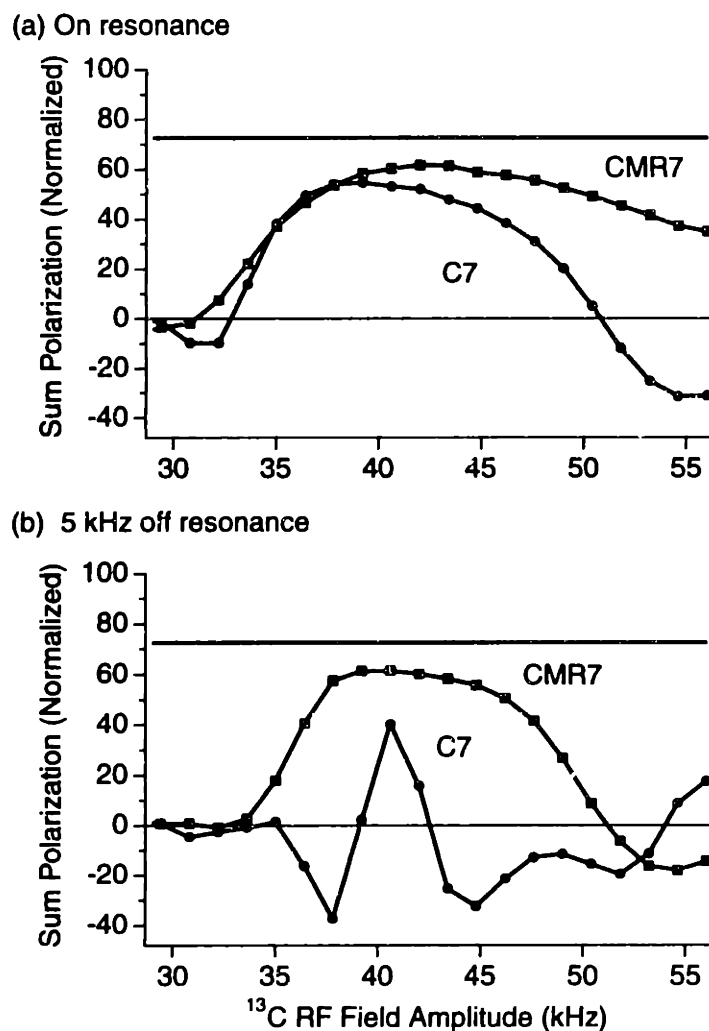 (a) On resonance
Sum Polarization (Normalized)
100
80
60
40
20
0
-20
-40
CMR7
C7
30 35 40 45 50 55
(b) 5 kHz off resonance
Sum Polarization (Normalized)
100
80
60
40
20
0
-20
-40
CMR7
C7
30 35 40 45 50 55
¹³C RF Field Amplitude (kHz)